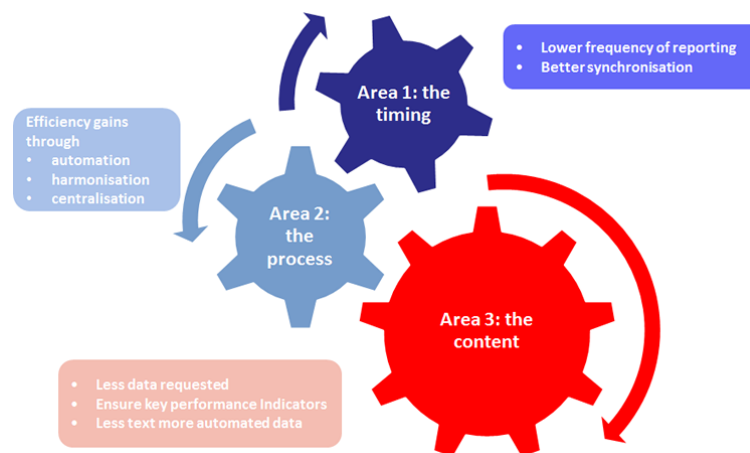 Area 1: the
timing
• Lower frequency of reporting
• Better synchronisation
Efficiency gains
through
• automation
• harmonisation
• centralisation
Area 2:
the
process
Area 3: the
content
• Less data requested
• Ensure key performance Indicators
• Less text more automated data